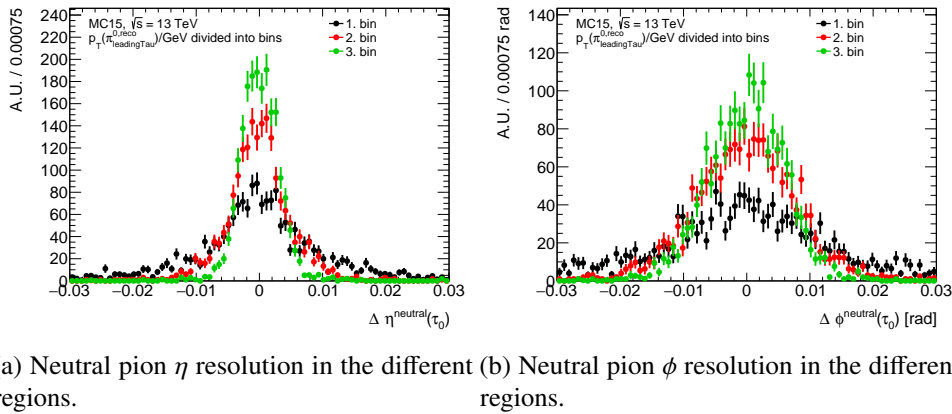 A.U. / 0.00075
MC15, √s = 13 TeV
p_T(π^{0,reco}_{leadingTau})/GeV divided into bins
1. bin
2. bin
3. bin
220
200
180
160
140
120
100
80
60
40
20
0
−0.03 −0.02 −0.01 0 0.01 0.02 0.03
Δ η^{neutral}(τ_0)
A.U. / 0.00075 rad
MC15, √s = 13 TeV
p_T(π^{0,reco}_{leadingTau})/GeV divided into bins
1. bin
2. bin
3. bin
140
120
100
80
60
40
20
0
−0.03 −0.02 −0.01 0 0.01 0.02 0.03
Δ ϕ^{neutral}(τ_0) [rad]
a) Neutral pion η resolution in the different
regions.
(b) Neutral pion ϕ resolution in the differen
regions.